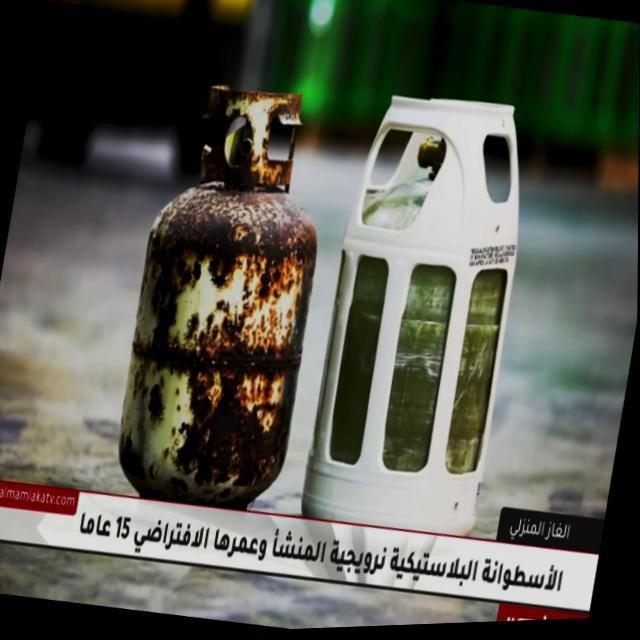 almamlakatv.com
الغاز المنزلي
الأسطوانة البلاستيكية نرويجية المنشأ وعمرها الافتراضي 15 عاما